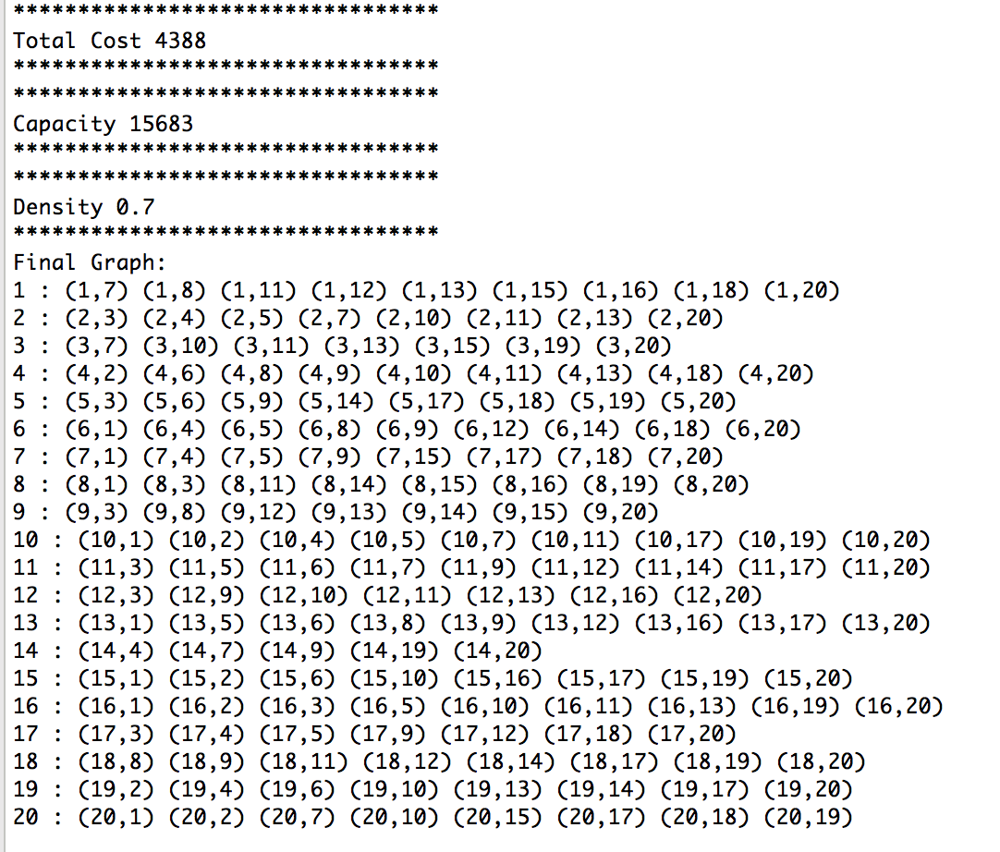 *********************************
Total Cost 4388
*********************************
*********************************
Capacity 15683
*********************************
*********************************
Density 0.7
*********************************
Final Graph:
1 : (1,7) (1,8) (1,11) (1,12) (1,13) (1,15) (1,16) (1,18) (1,20)
2 : (2,3) (2,4) (2,5) (2,7) (2,10) (2,11) (2,13) (2,20)
3 : (3,7) (3,10) (3,11) (3,13) (3,15) (3,19) (3,20)
4 : (4,2) (4,6) (4,8) (4,9) (4,10) (4,11) (4,13) (4,18) (4,20)
5 : (5,3) (5,6) (5,9) (5,14) (5,17) (5,18) (5,19) (5,20)
6 : (6,1) (6,4) (6,5) (6,8) (6,9) (6,12) (6,14) (6,18) (6,20)
7 : (7,1) (7,4) (7,5) (7,9) (7,15) (7,17) (7,18) (7,20)
8 : (8,1) (8,3) (8,11) (8,14) (8,15) (8,16) (8,19) (8,20)
9 : (9,3) (9,8) (9,12) (9,13) (9,14) (9,15) (9,20)
10 : (10,1) (10,2) (10,4) (10,5) (10,7) (10,11) (10,17) (10,19) (10,20)
11 : (11,3) (11,5) (11,6) (11,7) (11,9) (11,12) (11,14) (11,17) (11,20)
12 : (12,3) (12,9) (12,10) (12,11) (12,13) (12,16) (12,20)
13 : (13,1) (13,5) (13,6) (13,8) (13,9) (13,12) (13,16) (13,17) (13,20)
14 : (14,4) (14,7) (14,9) (14,19) (14,20)
15 : (15,1) (15,2) (15,6) (15,10) (15,16) (15,17) (15,19) (15,20)
16 : (16,1) (16,2) (16,3) (16,5) (16,10) (16,11) (16,13) (16,19) (16,20)
17 : (17,3) (17,4) (17,5) (17,9) (17,12) (17,18) (17,20)
18 : (18,8) (18,9) (18,11) (18,12) (18,14) (18,17) (18,19) (18,20)
19 : (19,2) (19,4) (19,6) (19,10) (19,13) (19,14) (19,17) (19,20)
20 : (20,1) (20,2) (20,7) (20,10) (20,15) (20,17) (20,18) (20,19)